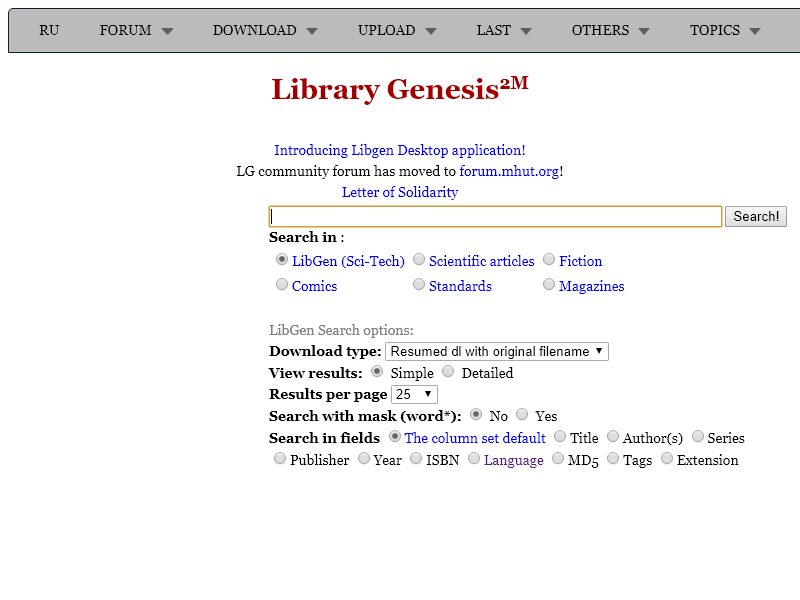 RU FORUM DOWNLOAD UPLOAD LAST OTHERS TOPICS
Library Genesis2M
Introducing Libgen Desktop application!
LG community forum has moved to forum.mhut.org!
Letter of Solidarity
Search!
Search in :
LibGen (Sci-Tech) Scientific articles Fiction
Comics Standards Magazines
LibGen Search options:
Download type: Resumed dl with original filename
View results: Simple Detailed
Results per page 25
Search with mask (word*): No Yes
Search in fields The column set default Title Author(s) Series
Publisher Year ISBN Language MD5 Tags Extension